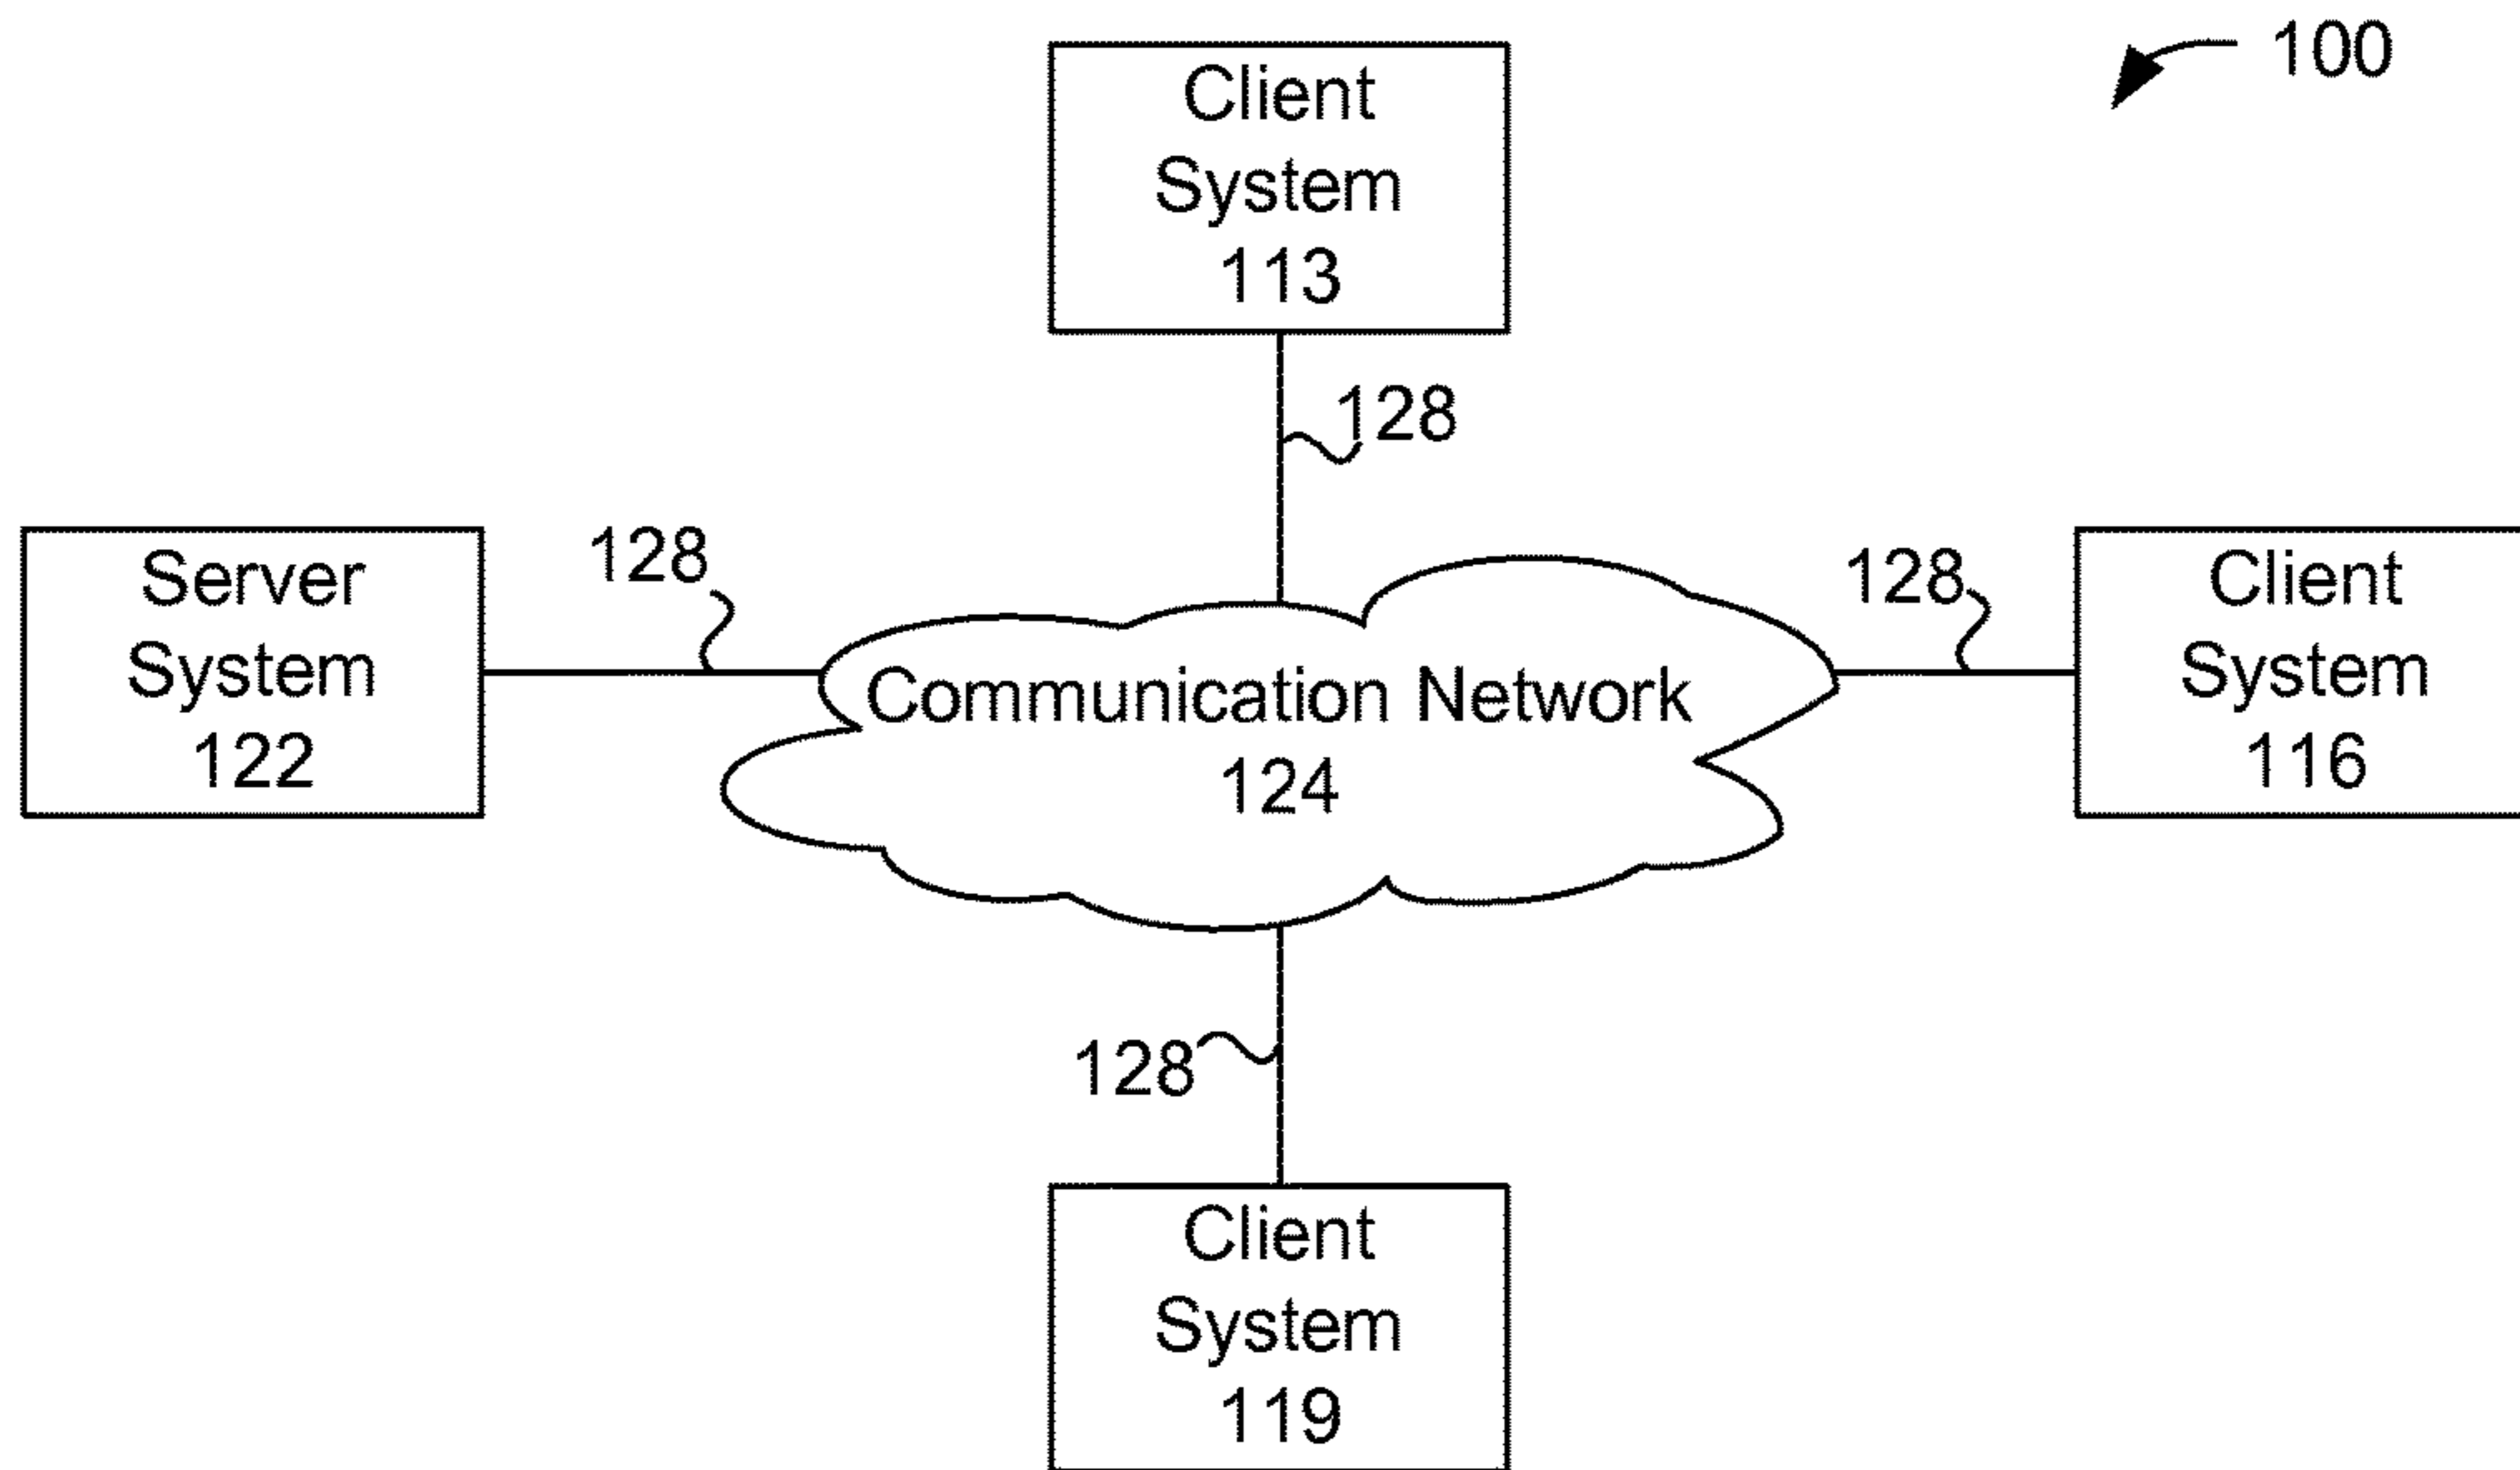 100
Client
System
113
128
Server
System
122
128
Communication Network
124
128
Client
System
116
128
Client
System
119